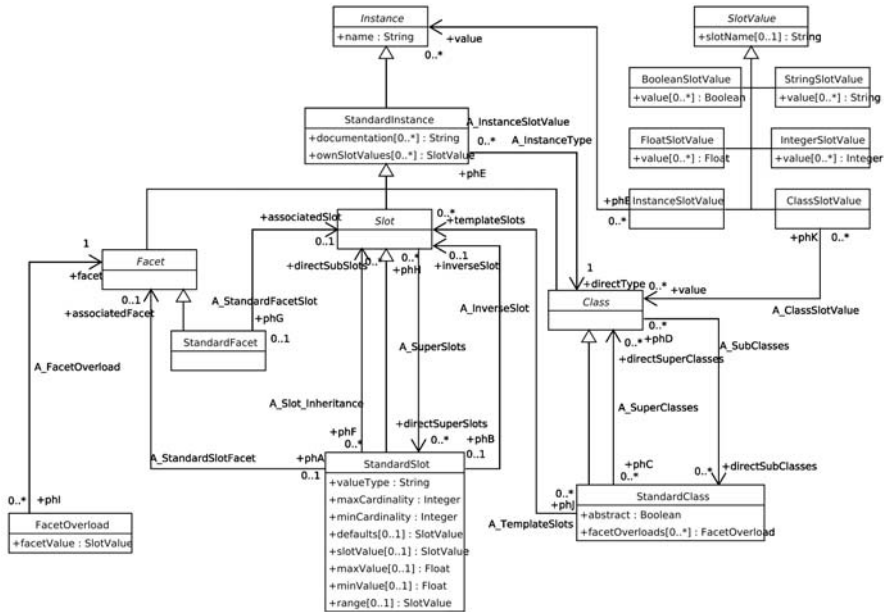 Instance
+name : String
+value
0..*
SlotValue
+slotName[0..1] : String
BooleanSlotValue
+value[0..*] : Boolean
StringSlotValue
+value[0..*] : String
FloatSlotValue
+value[0..*] : Float
IntegerSlotValue
+value[0..*] : Integer
InstanceSlotValue
ClassSlotValue
+phE
0..*
+phK
0..*
StandardInstance
+documentation[0..*] : String
+ownSlotValues[0..*] : SlotValue
A_InstanceSlotValue
0..*
A_InstanceType
+phE
+associatedSlot
0..1
Slot
0..*
+templateSlots
1
Facet
+facet
0..1
+associatedFacet
+directSubSlots
0..*
0..*
+phH
0..1
+inverseSlot
1
+directType
0..*
+value
Class
A_ClassSlotValue
A_StandardFacetSlot
+phG
0..1
StandardFacet
A_InverseSlot
0..*
+phD
0..*
+directSuperClasses
A_SubClasses
A_FacetOverload
A_SuperSlots
A_Slot_Inheritance
A_SuperClasses
+directSuperSlots
0..*
+phF
0..*
+phB
0..1
A_StandardSlotFacet
+phA
0..1
+phC
0..*
0..*
+directSubClasses
0..*
+phJ
A_TemplateSlots
StandardSlot
+valueType : String
+maxCardinality : Integer
+minCardinality : Integer
+defaults[0..1] : SlotValue
+slotValue[0..1] : SlotValue
+maxValue[0..1] : Float
+minValue[0..1] : Float
+range[0..1] : SlotValue
StandardClass
+abstract : Boolean
+facetOverloads[0..*] : FacetOverload
0..*
+phI
FacetOverload
+facetValue : SlotValue